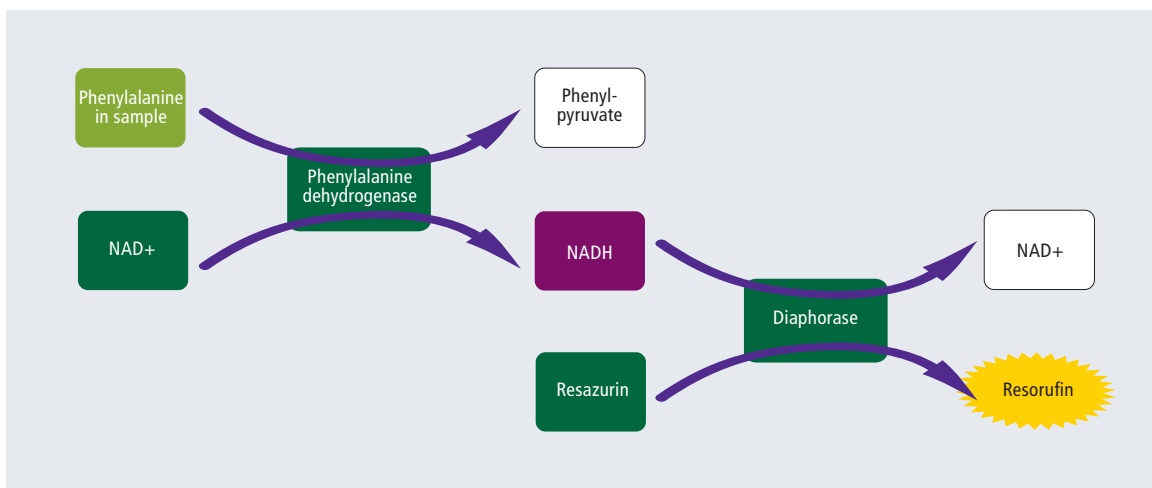 Phenylalanine
in sample
Phenyl-
pyruvate
Phenylalanine
dehydrogenase
NAD+
NADH
NAD+
Diaphorase
Resazurin
Resorufin